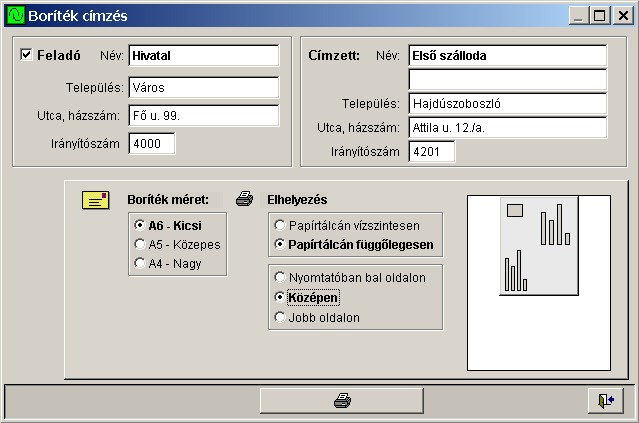 Boríték címzés
Feladó Név: Hivatal
Település: Város
Utca, házszám: Fő u. 99.
Irányítószám 4000
Címzett: Név: Első szálloda
Település: Hajdúszoboszló
Utca, házszám: Attila u. 12./a.
Irányítószám 4201
Boríték méret:
A6 - Kicsi
A5 - Közepes
A4 - Nagy
Elhelyezés
Papírtálcán vízszintesen
Papírtálcán függőlegesen
Nyomtatóban bal oldalon
Középen
Jobb oldalon